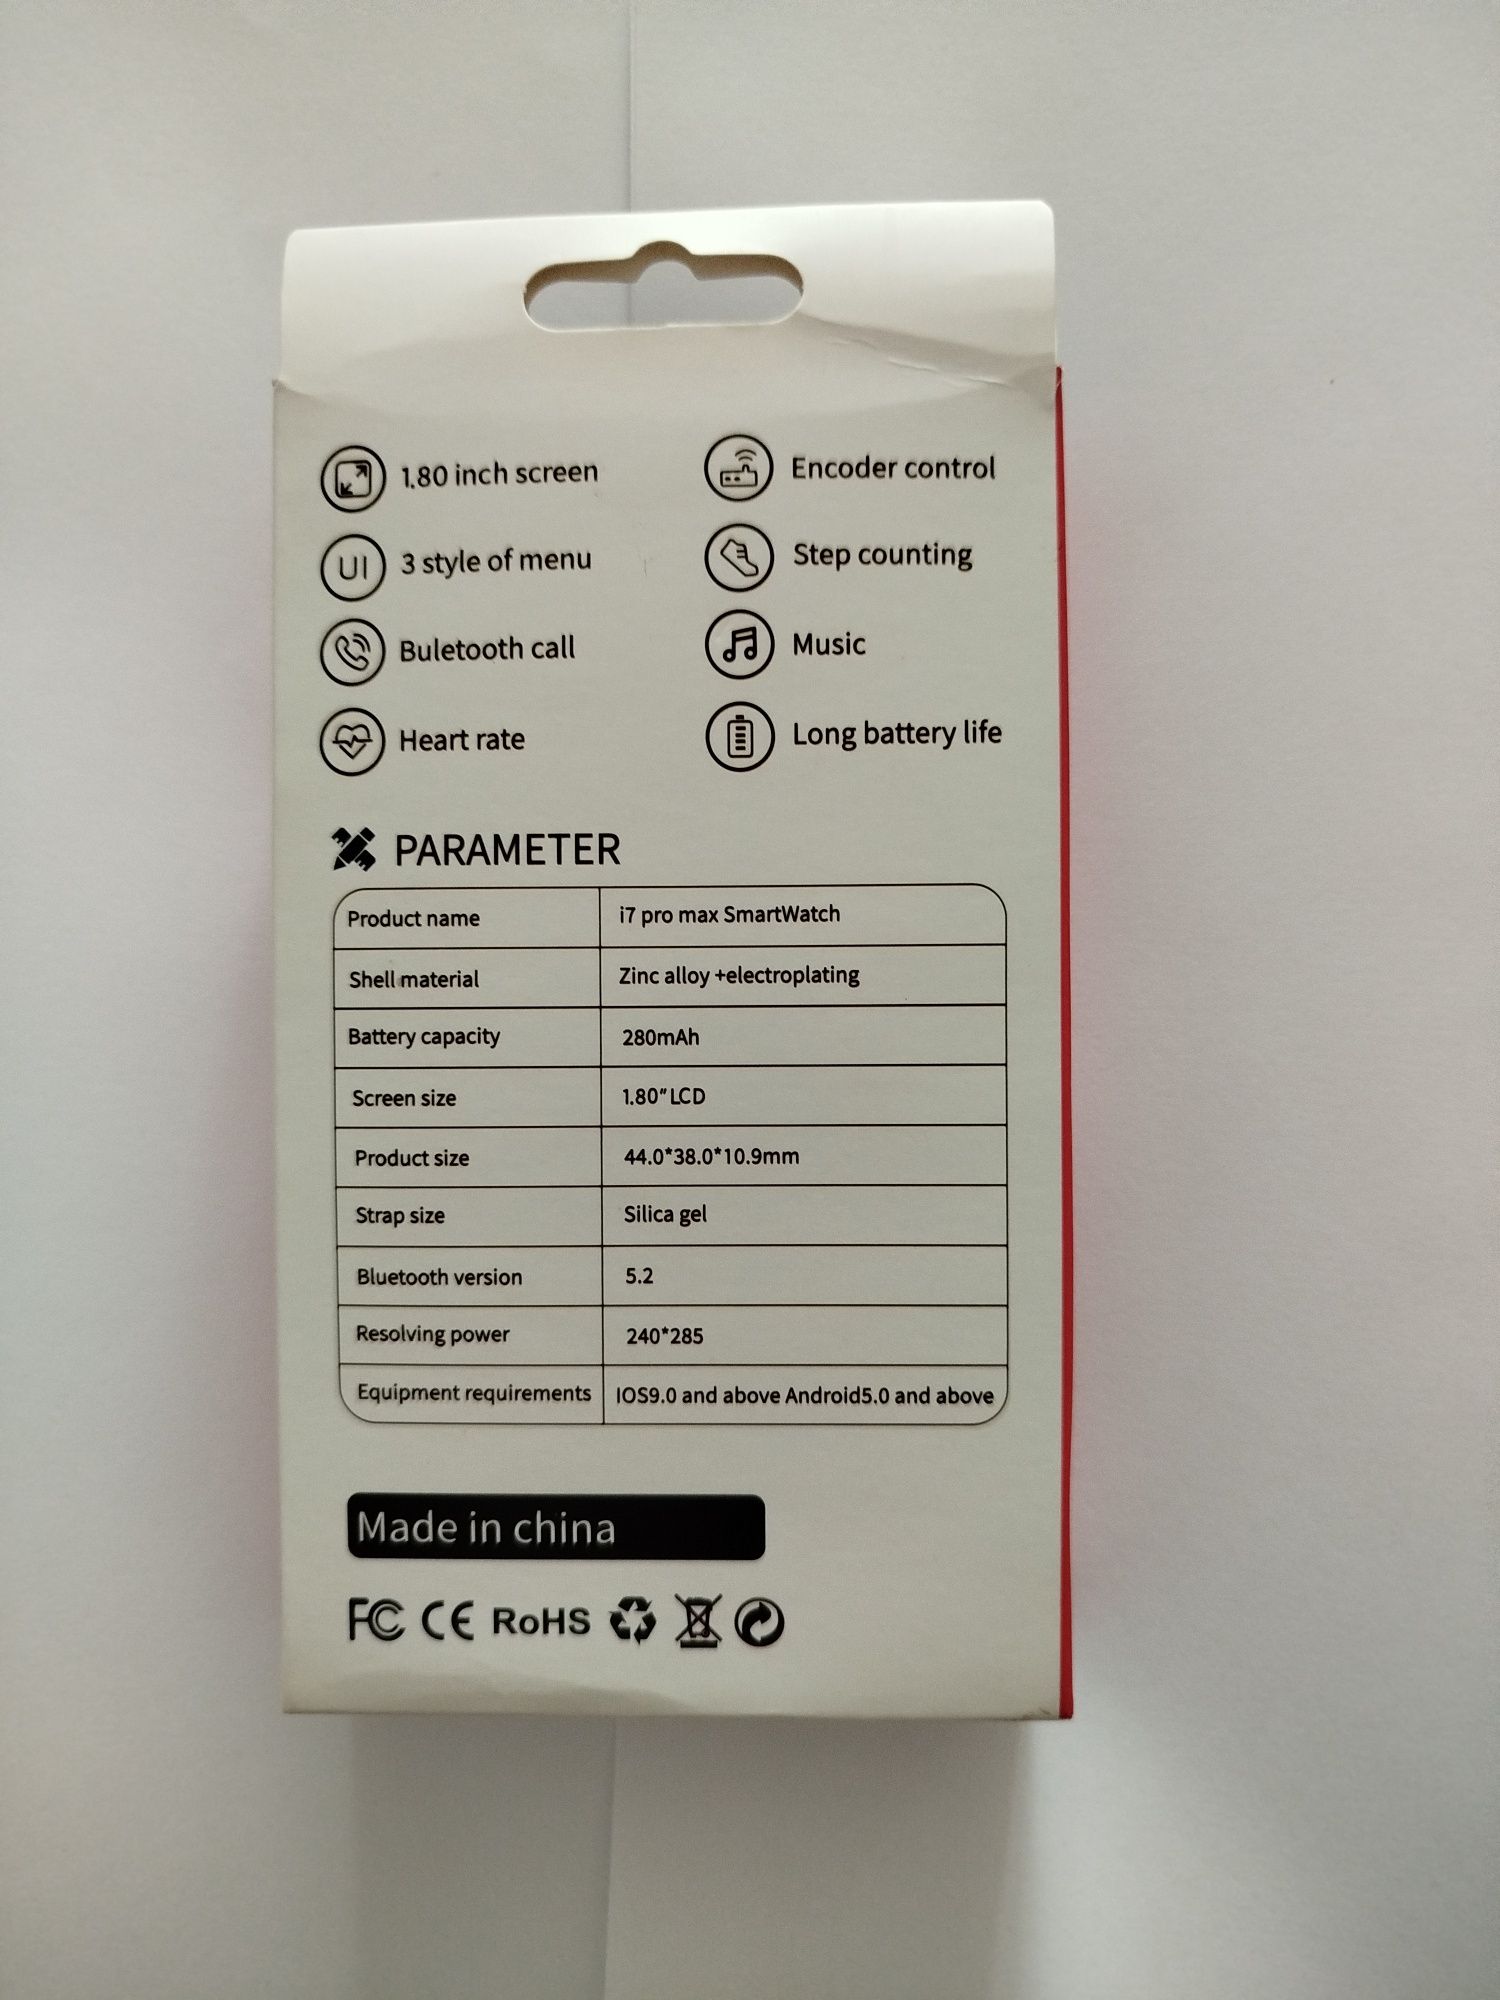 1.80 inch screen
Encoder control
UI
3 style of menu
Step counting
Buletooth call
Music
Heart rate
Long battery life
PARAMETER
Product name i7 pro max SmartWatch
Shell material Zinc alloy +electroplating
Battery capacity 280mAh
Screen size 1.80" LCD
Product size 44.0*38.0*10.9mm
Strap size Silica gel
Bluetooth version 5.2
Resolving power 240*285
Equipment requirements IOS9.0 and above Android5.0 and above
Made in china
FC CE RoHS